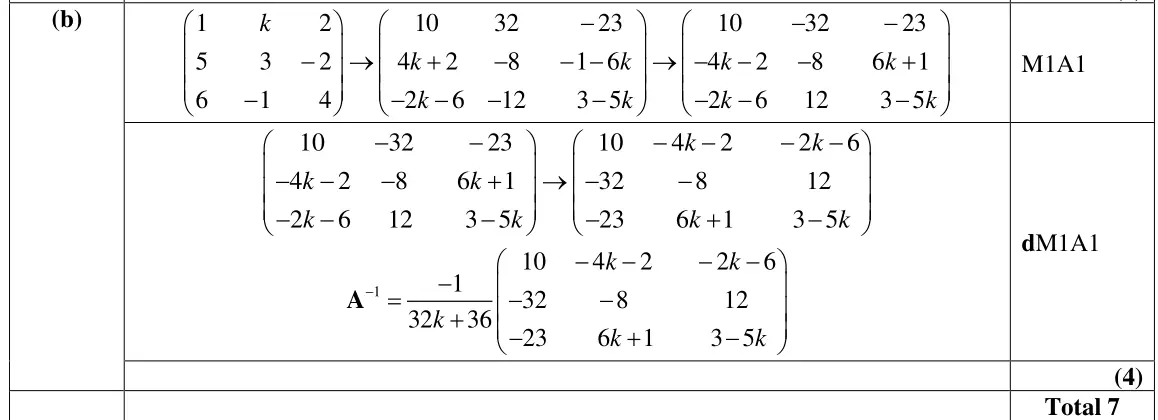 (b)
( 1 k 2 ; 5 3 −2 ; 6 −1 4 ) → ( 10 32 −23 ; 4k+2 −8 −1−6k ; −2k−6 −12 3−5k ) → ( 10 −32 −23 ; −4k−2 −8 6k+1 ; −2k−6 12 3−5k ) M1A1
( 10 −32 −23 ; −4k−2 −8 6k+1 ; −2k−6 12 3−5k ) → ( 10 −4k−2 −2k−6 ; −32 −8 12 ; −23 6k+1 3−5k )
dM1A1
A⁻¹ = −1/(32k+36) ( 10 −4k−2 −2k−6 ; −32 −8 12 ; −23 6k+1 3−5k )
(4)
Total 7